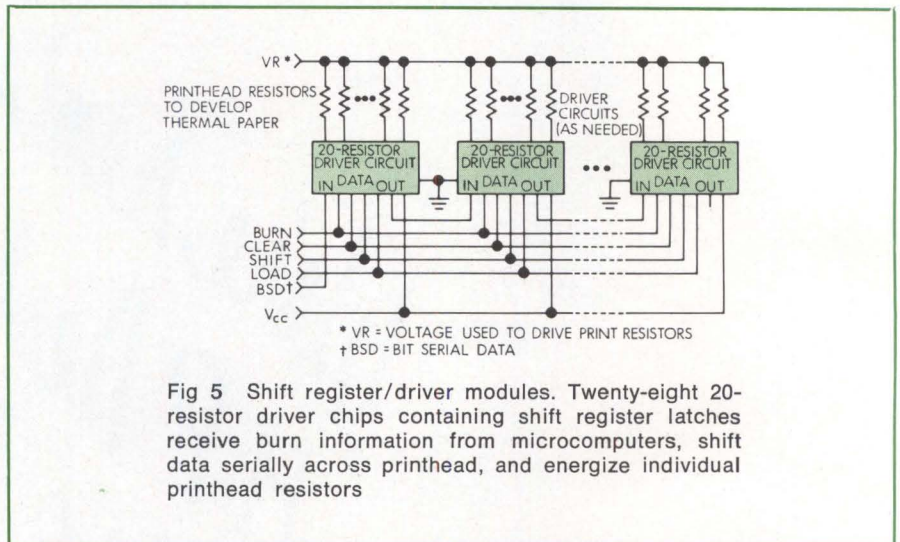 VR*
PRINTHEAD RESISTORS
TO DEVELOP
THERMAL PAPER
DRIVER
CIRCUITS
(AS NEEDED)
20-RESISTOR
DRIVER CIRCUIT
IN DATA OUT
20-RESISTOR
DRIVER CIRCUIT
IN DATA OUT
20-RESISTOR
DRIVER CIRCUIT
IN DATA OUT
BURN
CLEAR
SHIFT
LOAD
BSD†
Vcc
* VR = VOLTAGE USED TO DRIVE PRINT RESISTORS
† BSD = BIT SERIAL DATA
Fig 5 Shift register/driver modules. Twenty-eight 20-
resistor driver chips containing shift register latches
receive burn information from microcomputers, shift
data serially across printhead, and energize individual
printhead resistors